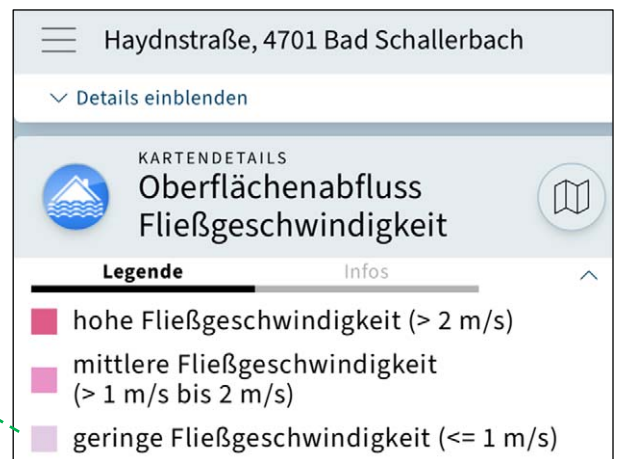 Haydnstraße, 4701 Bad Schallerbach
Details einblenden
KARTENDETAILS
Oberflächenabfluss
Fließgeschwindigkeit
Legende Infos
hohe Fließgeschwindigkeit (> 2 m/s)
mittlere Fließgeschwindigkeit
(> 1 m/s bis 2 m/s)
geringe Fließgeschwindigkeit (<= 1 m/s)